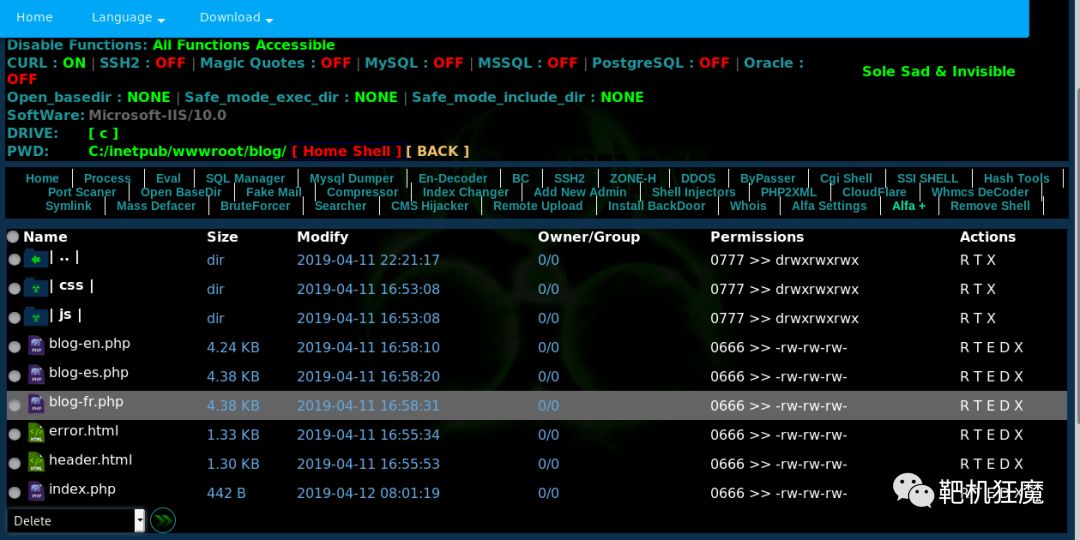 Home Language Download
Disable Functions: All Functions Accessible
CURL : ON | SSH2 : OFF | Magic Quotes : OFF | MySQL : OFF | MSSQL : OFF | PostgreSQL : OFF | Oracle :
OFF
Sole Sad & Invisible
Open_basedir : NONE | Safe_mode_exec_dir : NONE | Safe_mode_include_dir : NONE
SoftWare: Microsoft-IIS/10.0
DRIVE: [ c ]
PWD: C:/inetpub/wwwroot/blog/ [ Home Shell ] [ BACK ]
Home | Process | Eval | SQL Manager | Mysql Dumper | En-Decoder | BC | SSH2 | ZONE-H | DDOS | ByPasser | Cgi Shell | SSI SHELL | Hash Tools |
Port Scaner | Open BaseDir | Fake Mail | Compressor | Index Changer | Add New Admin | Shell Injectors | PHP2XML | CloudFlare | Whmcs DeCoder |
Symlink | Mass Defacer | BruteForcer | Searcher | CMS Hijacker | Remote Upload | Install BackDoor | Whois | Alfa Settings | Alfa + | Remove Shell |
Name Size Modify Owner/Group Permissions Actions
| .. | dir 2019-04-11 22:21:17 0/0 0777 >> drwxrwxrwx R T X
| css | dir 2019-04-11 16:53:08 0/0 0777 >> drwxrwxrwx R T X
| js | dir 2019-04-11 16:53:08 0/0 0777 >> drwxrwxrwx R T X
blog-en.php 4.24 KB 2019-04-11 16:58:10 0/0 0666 >> -rw-rw-rw- R T E D X
blog-es.php 4.38 KB 2019-04-11 16:58:20 0/0 0666 >> -rw-rw-rw- R T E D X
blog-fr.php 4.38 KB 2019-04-11 16:58:31 0/0 0666 >> -rw-rw-rw- R T E D X
error.html 1.33 KB 2019-04-11 16:55:34 0/0 0666 >> -rw-rw-rw- R T E D X
header.html 1.30 KB 2019-04-11 16:55:53 0/0 0666 >> -rw-rw-rw- R T E D X
index.php 442 B 2019-04-12 08:01:19 0/0 0666 >> -rw-rw-rw- R T E D X
靶机狂魔
Delete